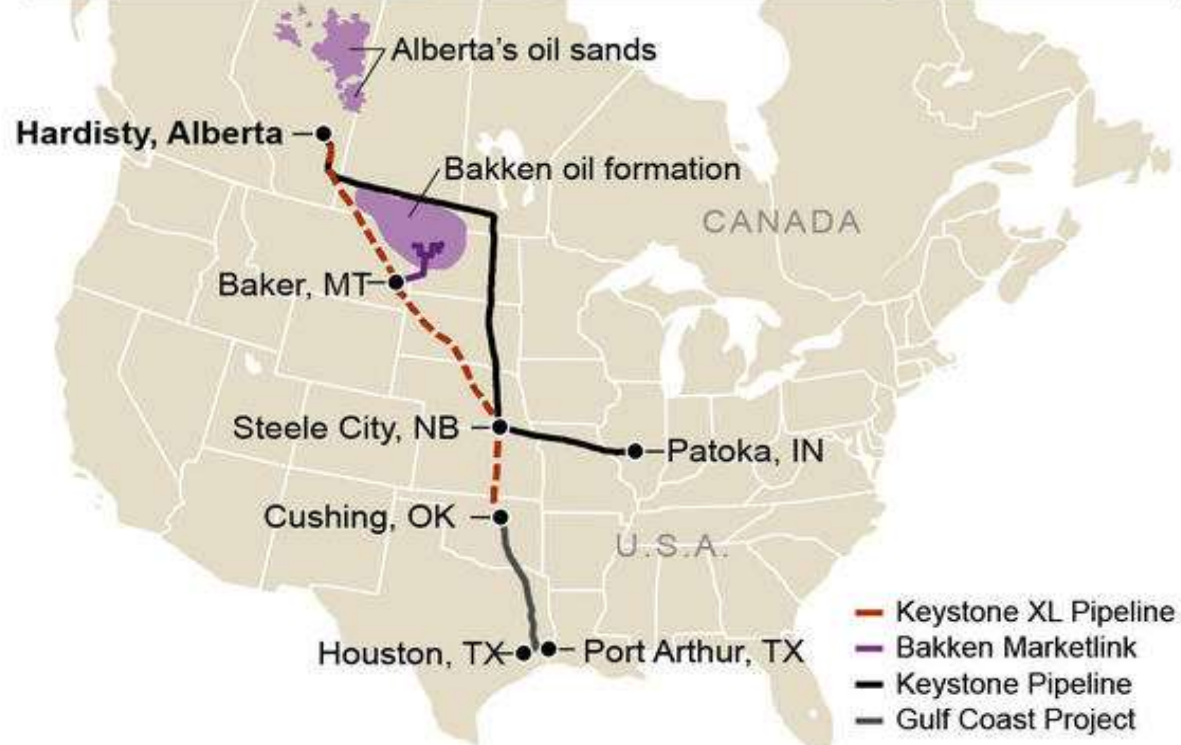 Alberta's oil sands
Hardisty, Alberta
Bakken oil formation
CANADA
Baker, MT
Steele City, NB
Patoka, IN
Cushing, OK
U.S.A.
Houston, TX
Port Arthur, TX
Keystone XL Pipeline
Bakken Marketlink
Keystone Pipeline
Gulf Coast Project